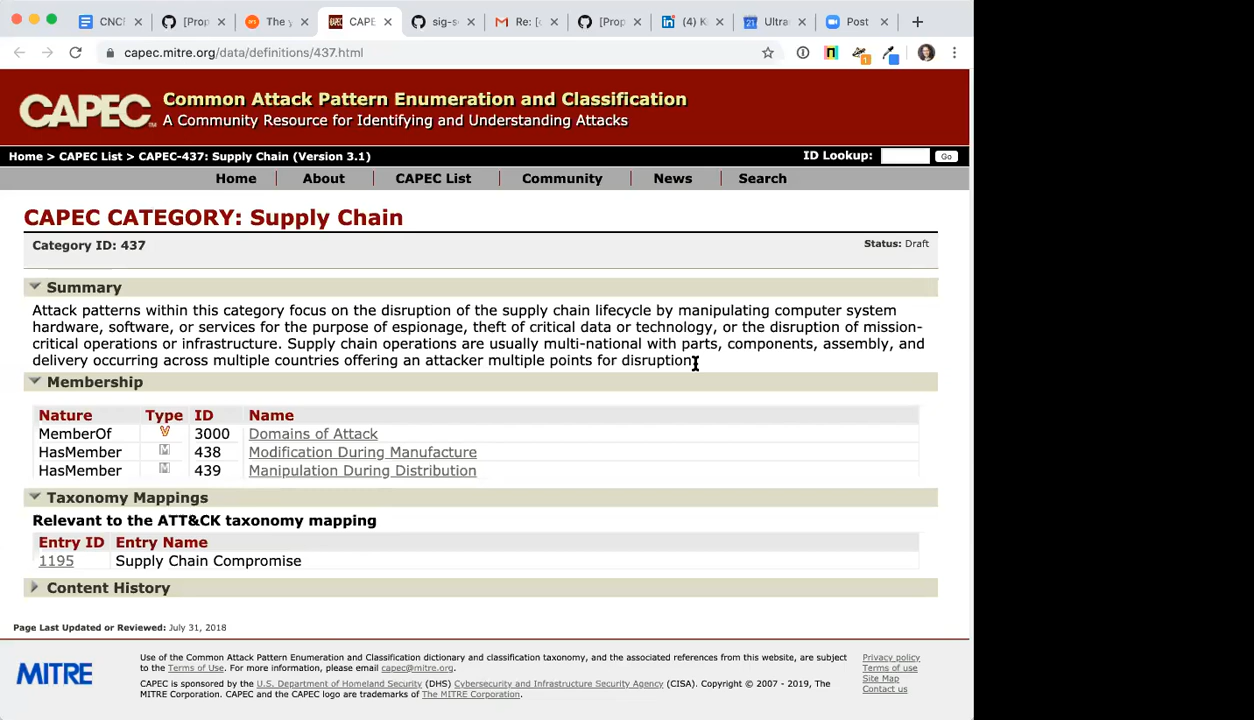 CNCF
[Prop
The y
CAPE
sig-s
Re: [
[Prop
(4) K
Ultra
Post
capec.mitre.org/data/definitions/437.html
1
CAPEC
Common Attack Pattern Enumeration and Classification
A Community Resource for Identifying and Understanding Attacks
Home > CAPEC List > CAPEC-437: Supply Chain (Version 3.1)
ID Lookup: Go
Home About CAPEC List Community News Search
CAPEC CATEGORY: Supply Chain
Category ID: 437
Status: Draft
Summary
Attack patterns within this category focus on the disruption of the supply chain lifecycle by manipulating computer system
hardware, software, or services for the purpose of espionage, theft of critical data or technology, or the disruption of mission-
critical operations or infrastructure. Supply chain operations are usually multi-national with parts, components, assembly, and
delivery occurring across multiple countries offering an attacker multiple points for disruption.
Membership
Nature Type ID Name
MemberOf V 3000 Domains of Attack
HasMember M 438 Modification During Manufacture
HasMember M 439 Manipulation During Distribution
Taxonomy Mappings
Relevant to the ATT&CK taxonomy mapping
Entry ID Entry Name
1195 Supply Chain Compromise
Content History
Page Last Updated or Reviewed: July 31, 2018
MITRE
Use of the Common Attack Pattern Enumeration and Classification dictionary and classification taxonomy, and the associated references from this website, are subject
to the Terms of Use. For more information, please email capec@mitre.org.
CAPEC is sponsored by the U.S. Department of Homeland Security (DHS) Cybersecurity and Infrastructure Security Agency (CISA). Copyright © 2007 - 2019, The
MITRE Corporation. CAPEC and the CAPEC logo are trademarks of The MITRE Corporation.
Privacy policy
Terms of use
Site Map
Contact us